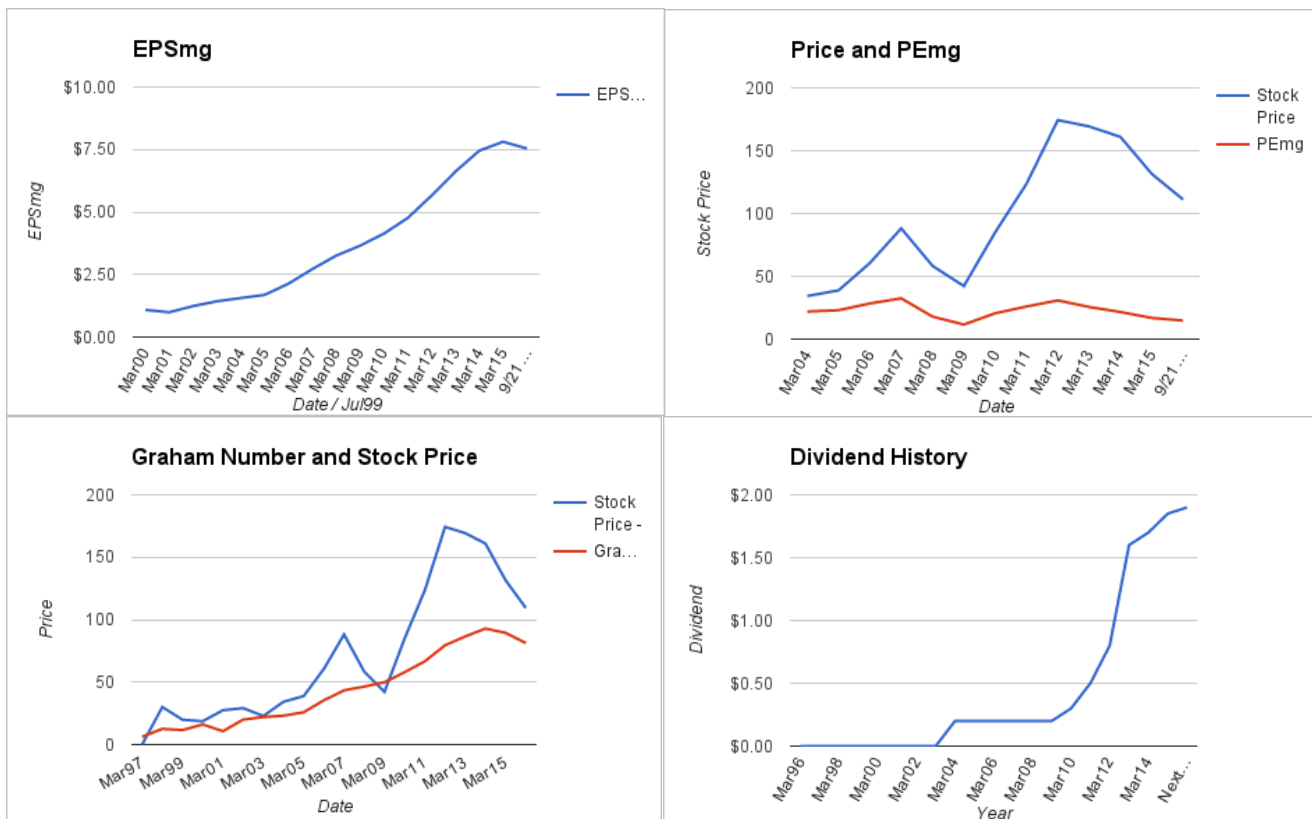 EPSmg
$10.00
$7.50
$5.00
$2.50
$0.00
EPSmg
Mar00
Mar01
Mar02
Mar03
Mar04
Mar05
Mar06
Mar07
Mar08
Mar09
Mar10
Mar11
Mar12
Mar13
Mar14
Mar15
9/21 ...
Date / Jul99
EPS...
Price and PEmg
200
150
100
50
0
Stock Price
Mar04
Mar05
Mar06
Mar07
Mar08
Mar09
Mar10
Mar11
Mar12
Mar13
Mar14
Mar15
9/21 ...
Date
Stock
Price
PEmg
Graham Number and Stock Price
200
150
100
50
0
Price
Mar97
Mar99
Mar01
Mar03
Mar05
Mar07
Mar09
Mar11
Mar13
Mar15
Date
Stock
Price -
Gra...
Dividend History
$2.00
$1.50
$1.00
$0.50
$0.00
Dividend
Mar96
Mar98
Mar00
Mar02
Mar04
Mar06
Mar08
Mar10
Mar12
Mar14
Next...
Year